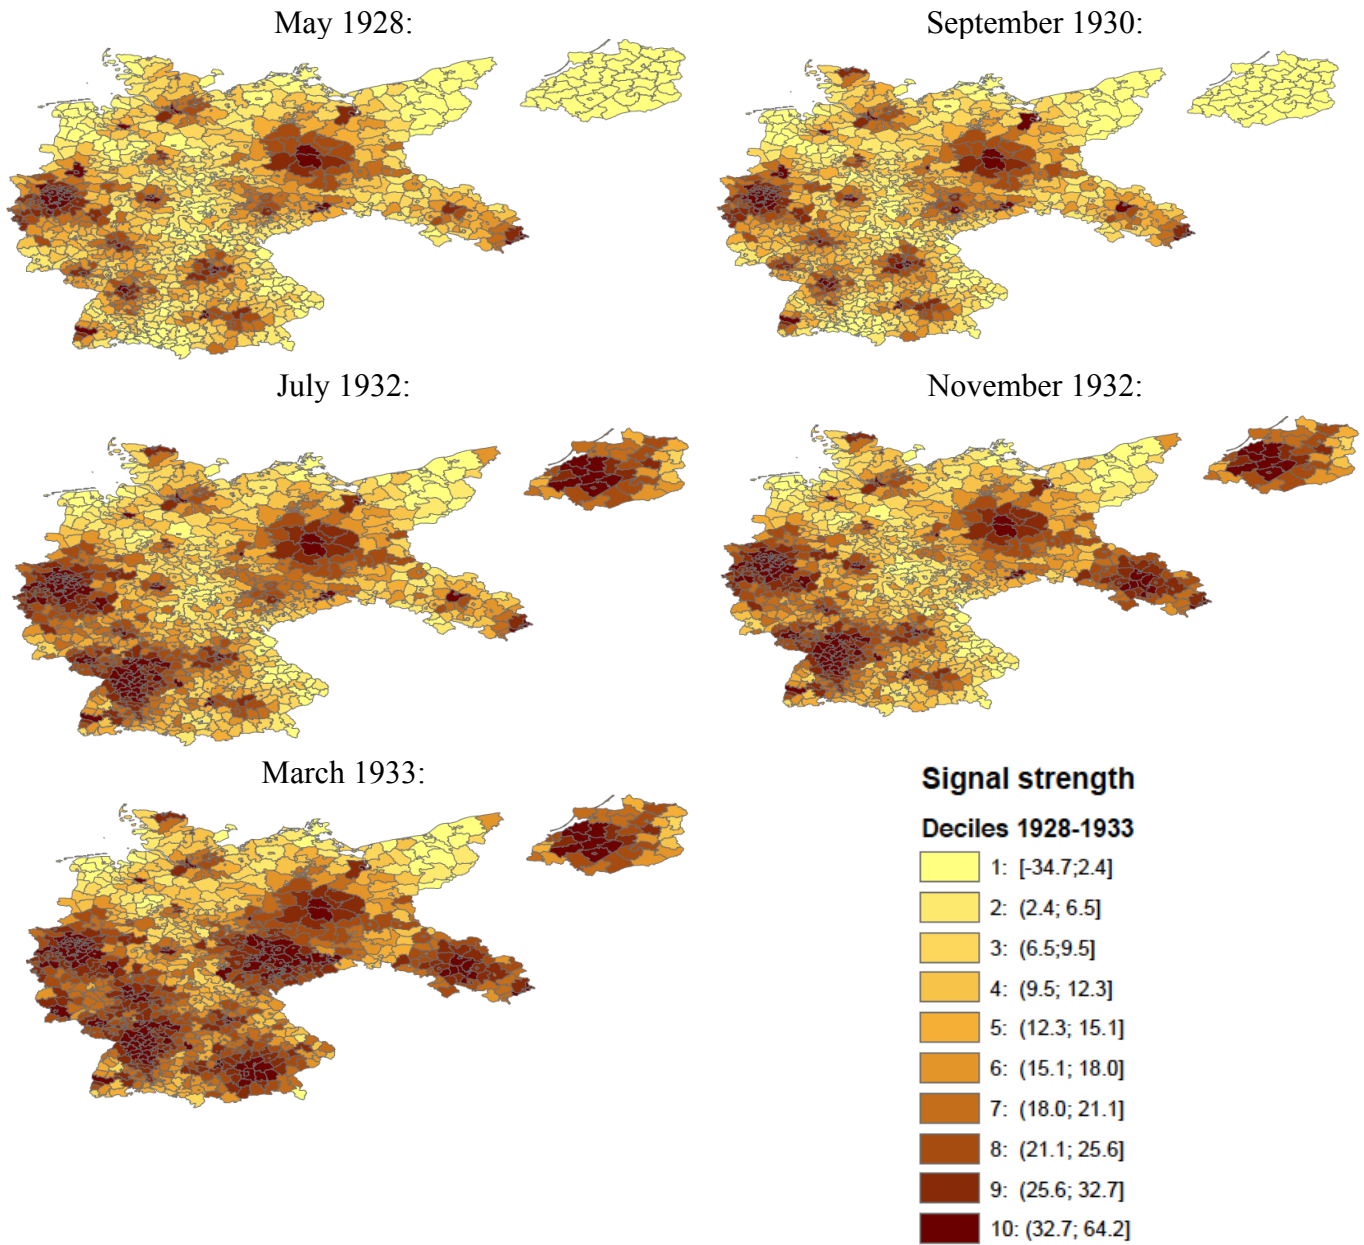 May 1928:
September 1930:
July 1932:
November 1932:
March 1933:
Signal strength
Deciles 1928-1933
1: [-34.7;2.4]
2: (2.4; 6.5]
3: (6.5;9.5]
4: (9.5; 12.3]
5: (12.3; 15.1]
6: (15.1; 18.0]
7: (18.0; 21.1]
8: (21.1; 25.6]
9: (25.6; 32.7]
10: (32.7; 64.2]